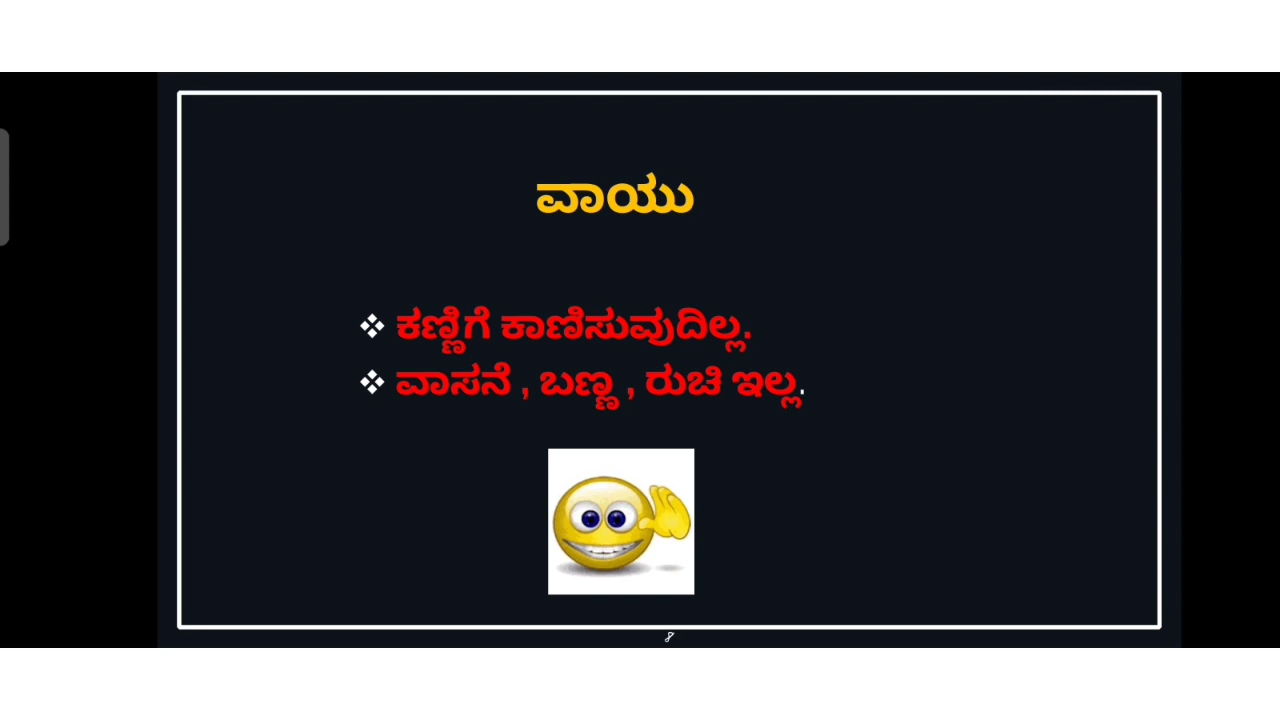 ವಾಯು
❖ ಕಣ್ಣಿಗೆ ಕಾಣಿಸುವುದಿಲ್ಲ.
❖ ವಾಸನೆ , ಬಣ್ಣ , ರುಚಿ ಇಲ್ಲ.